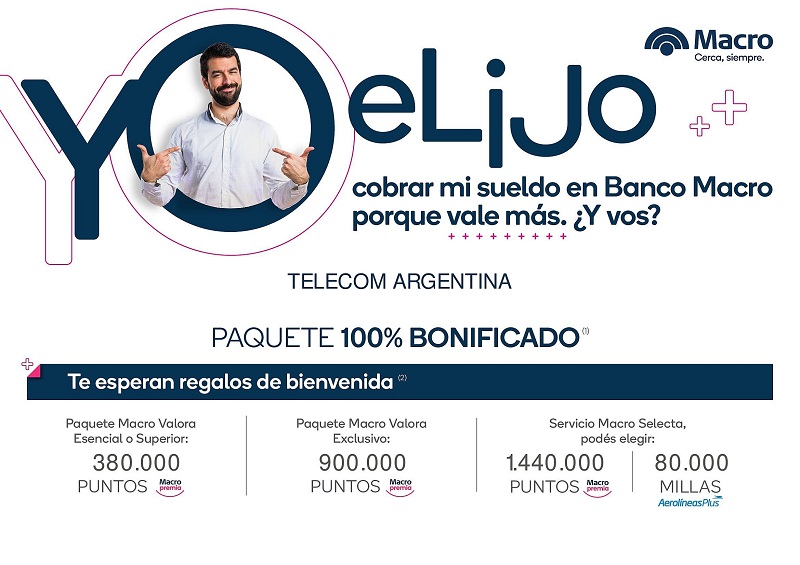 YO eLiJo
Macro
Cerca, siempre.
cobrar mi sueldo en Banco Macro
porque vale más. ¿Y vos?
TELECOM ARGENTINA
PAQUETE 100% BONIFICADO (1)
Te esperan regalos de bienvenida (2)
Paquete Macro Valora
Esencial o Superior:
380.000
PUNTOS Macro premia
Paquete Macro Valora
Exclusivo:
900.000
PUNTOS Macro premia
Servicio Macro Selecta,
podés elegir:
1.440.000
PUNTOS Macro premia
80.000
MILLAS
AerolíneasPlus